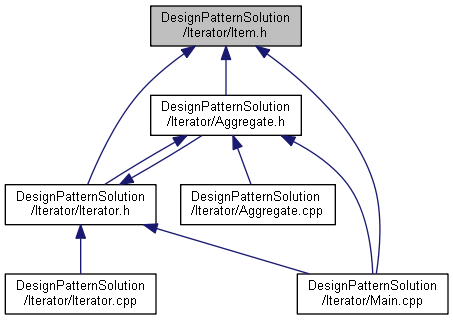 DesignPatternSolution
/Iterator/Item.h
DesignPatternSolution
/Iterator/Aggregate.h
DesignPatternSolution
/Iterator/Iterator.h
DesignPatternSolution
/Iterator/Aggregate.cpp
DesignPatternSolution
/Iterator/Iterator.cpp
DesignPatternSolution
/Iterator/Main.cpp